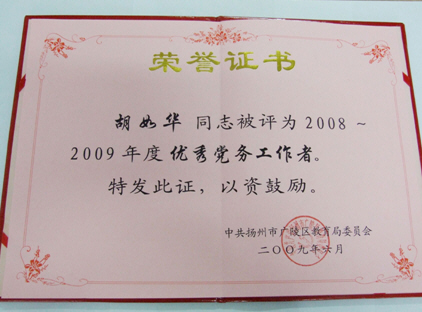 荣誉证书
胡如华 同志被评为2008~
2009年度优秀党务工作者。
特发此证，以资鼓励。
中共扬州市广陵区教育局委员会
二〇〇九年六月